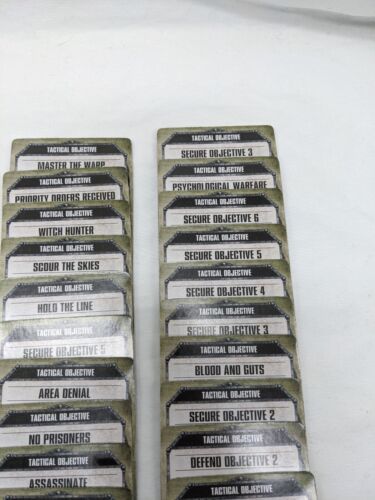 TACTICAL OBJECTIVE
MASTER THE WARP
TACTICAL OBJECTIVE
PRIORITY ORDERS RECEIVED
TACTICAL OBJECTIVE
WITCH HUNTER
TACTICAL OBJECTIVE
SCOUR THE SKIES
TACTICAL OBJECTIVE
HOLD THE LINE
TACTICAL OBJECTIVE
SECURE OBJECTIVE 5
TACTICAL OBJECTIVE
AREA DENIAL
TACTICAL OBJECTIVE
NO PRISONERS
TACTICAL OBJECTIVE
ASSASSINATE
TACTICAL OBJECTIVE
SECURE OBJECTIVE 3
TACTICAL OBJECTIVE
PSYCHOLOGICAL WARFARE
TACTICAL OBJECTIVE
SECURE OBJECTIVE 6
TACTICAL OBJECTIVE
SECURE OBJECTIVE 5
TACTICAL OBJECTIVE
SECURE OBJECTIVE 4
TACTICAL OBJECTIVE
SECURE OBJECTIVE 3
TACTICAL OBJECTIVE
BLOOD AND GUTS
TACTICAL OBJECTIVE
SECURE OBJECTIVE 2
TACTICAL OBJECTIVE
DEFEND OBJECTIVE 2